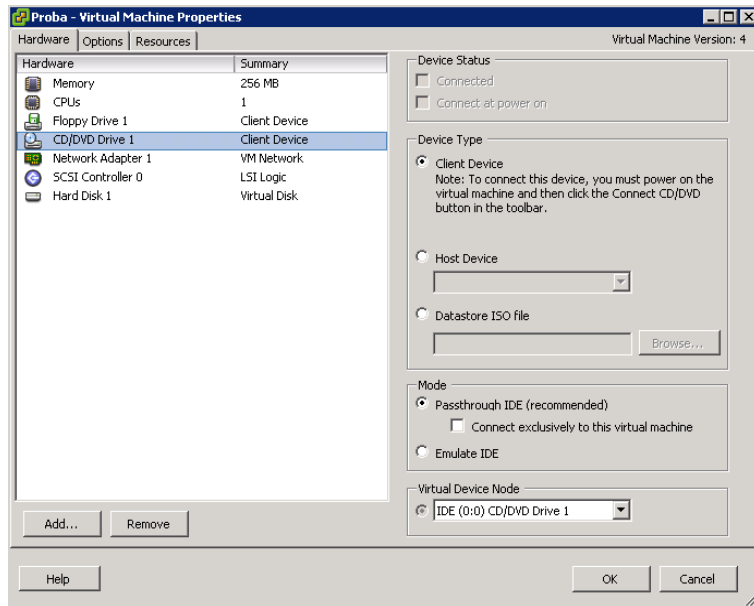 Proba - Virtual Machine Properties
Hardware Options Resources Virtual Machine Version: 4
Hardware Summary
Memory 256 MB
CPUs 1
Floppy Drive 1 Client Device
CD/DVD Drive 1 Client Device
Network Adapter 1 VM Network
SCSI Controller 0 LSI Logic
Hard Disk 1 Virtual Disk
Add... Remove
Device Status
Connected
Connect at power on
Device Type
Client Device
Note: To connect this device, you must power on the
virtual machine and then click the Connect CD/DVD
button in the toolbar.
Host Device
Datastore ISO file
Browse...
Mode
Passthrough IDE (recommended)
Connect exclusively to this virtual machine
Emulate IDE
Virtual Device Node
IDE (0:0) CD/DVD Drive 1
Help OK Cancel